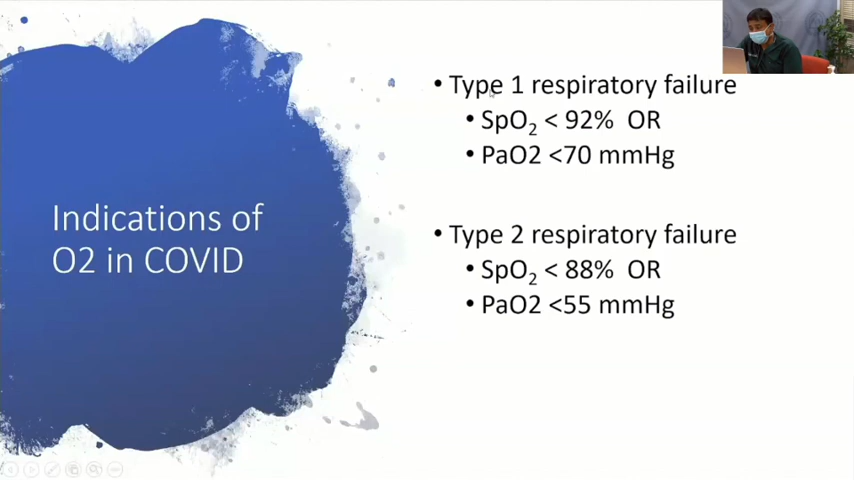 Indications of
O2 in COVID
• Type 1 respiratory failure
• SpO₂ < 92% OR
• PaO2 <70 mmHg
• Type 2 respiratory failure
• SpO₂ < 88% OR
• PaO2 <55 mmHg